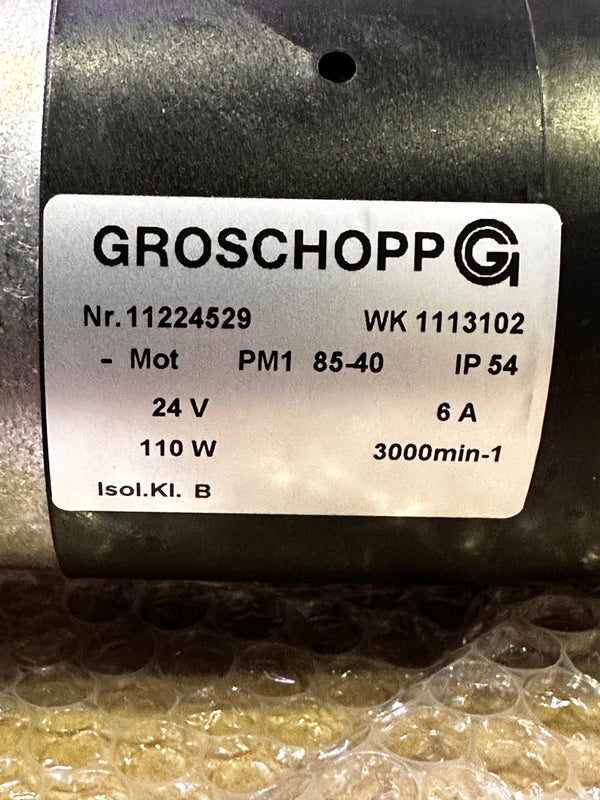 GROSCHOPP G
Nr. 11224529 WK 1113102
- Mot PM1 85-40 IP 54
24 V 6 A
110 W 3000min-1
Isol.Kl. B